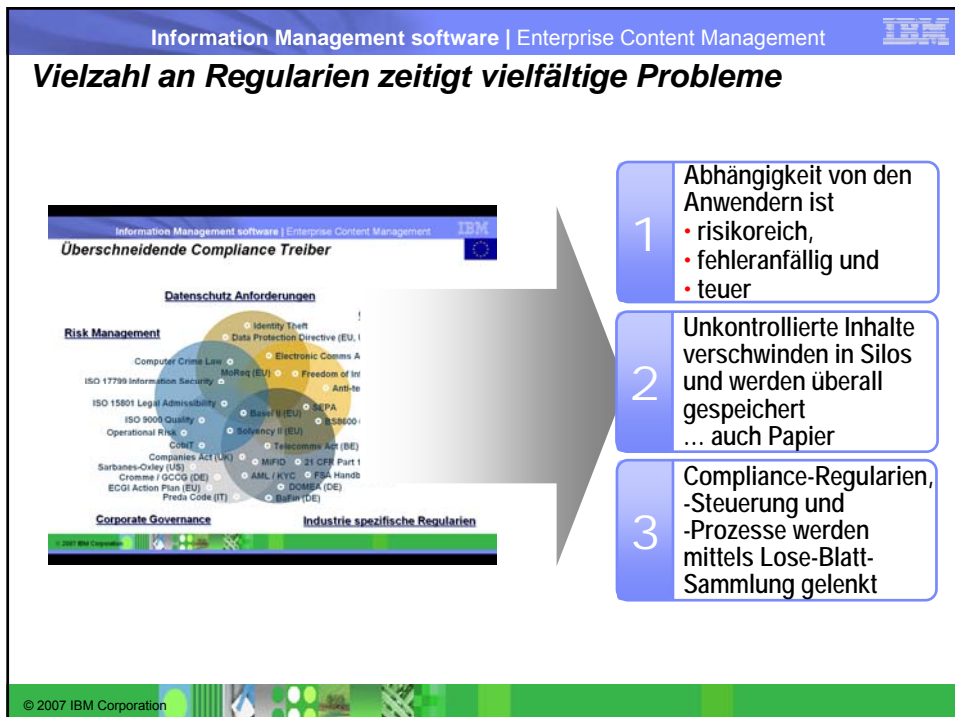 Information Management software | Enterprise Content Management
IBM
Vielzahl an Regularien zeitigt vielfältige Probleme
Information Management software | Enterprise Content Management
IBM
Überschneidende Compliance Treiber
Datenschutz Anforderungen
Risk Management
Identity Theft
Data Protection Directive (EU,
Computer Crime Law
Electronic Comms A
MoReq (EU)
Freedom of Inf
ISO 17799 Information Security
Anti-te
ISO 15801 Legal Admissibility
SEPA
Basel II (EU)
ISO 9000 Quality
BS8600
Operational Risk
Solvency II (EU)
CobiT
Telecomms Act (BE)
Companies Act (UK)
MiFID
21 CFR Part 1
Sarbanes-Oxley (US)
Cromme / GCCG (DE)
AML / KYC
FSA Handb
ECGI Action Plan (EU)
DOMEA (DE)
Preda Code (IT)
BaFin (DE)
Corporate Governance
Industrie spezifische Regularien
© 2007 IBM Corporation
1
Abhängigkeit von den
Anwendern ist
• risikoreich,
• fehleranfällig und
• teuer
2
Unkontrollierte Inhalte
verschwinden in Silos
und werden überall
gespeichert
... auch Papier
3
Compliance-Regularien,
-Steuerung und
-Prozesse werden
mittels Lose-Blatt-
Sammlung gelenkt
© 2007 IBM Corporation